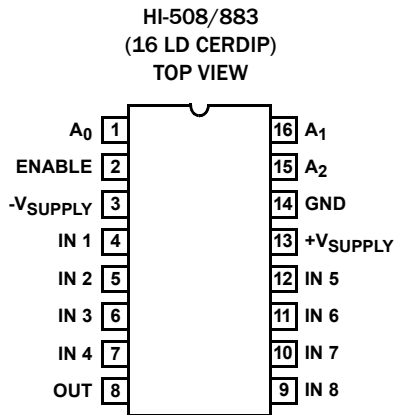 HI-508/883
(16 LD CERDIP)
TOP VIEW
A0 1 16 A1
ENABLE 2 15 A2
-VSUPPLY 3 14 GND
IN 1 4 13 +VSUPPLY
IN 2 5 12 IN 5
IN 3 6 11 IN 6
IN 4 7 10 IN 7
OUT 8 9 IN 8